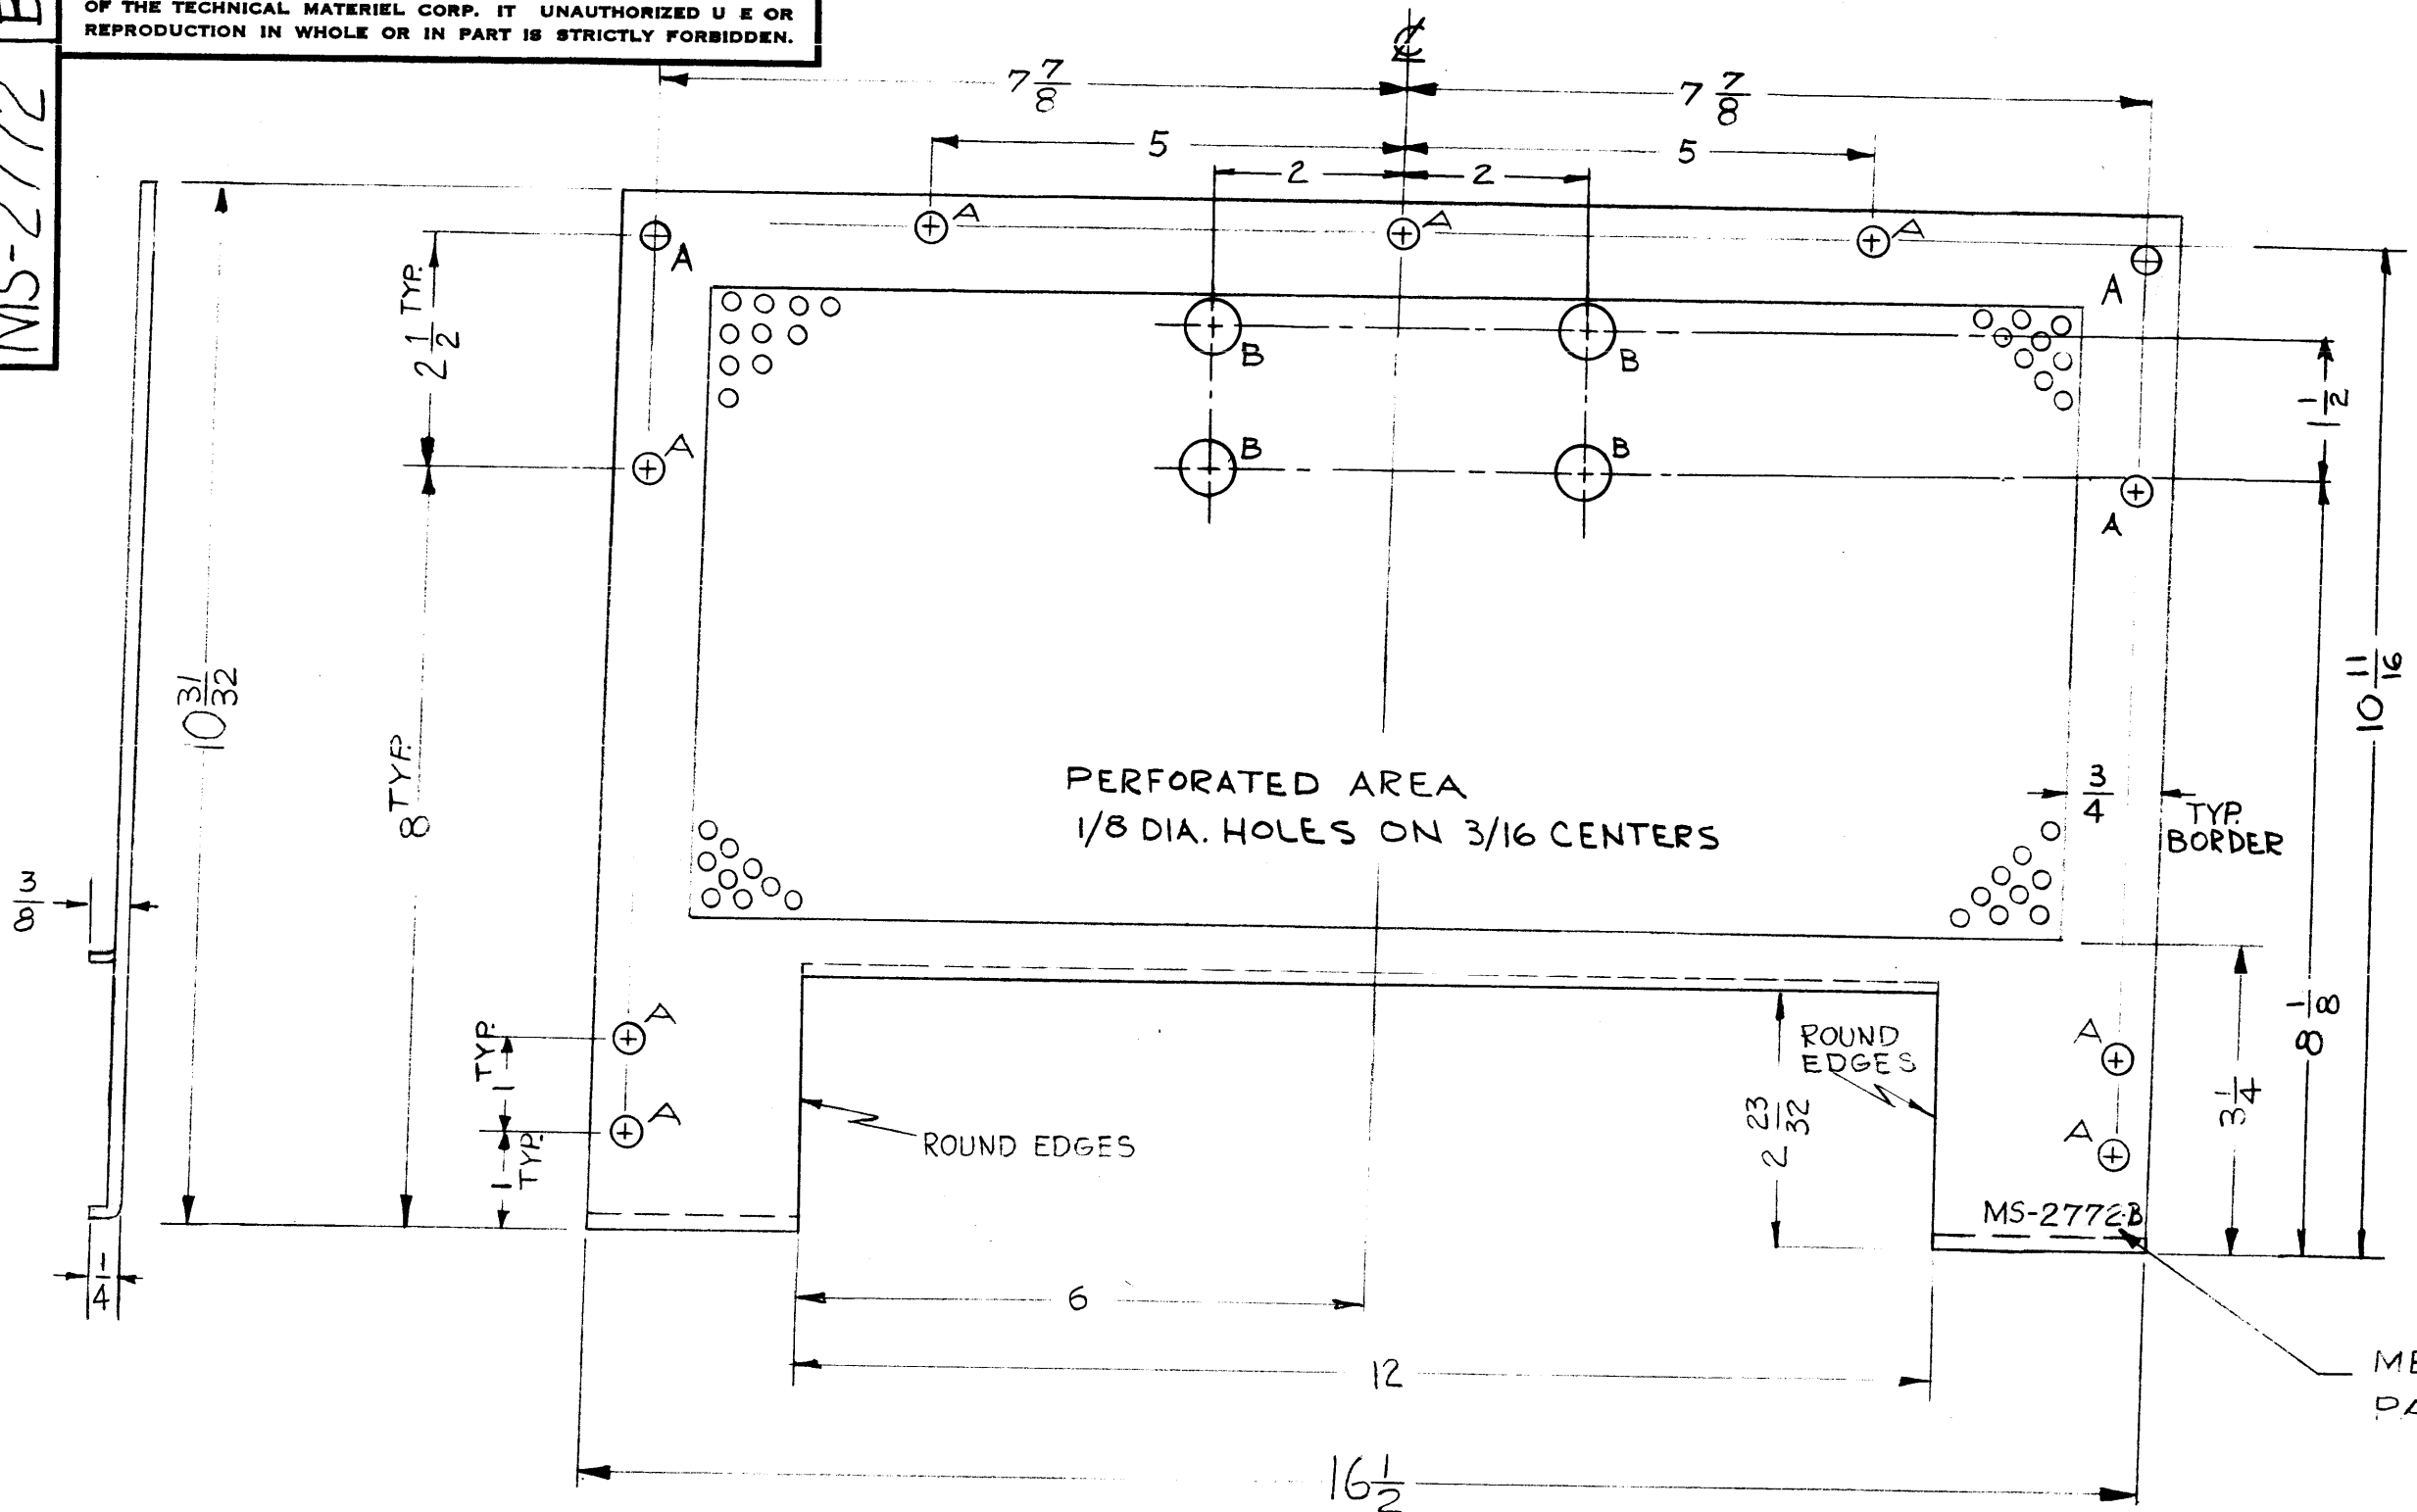 OF THE TECHNICAL MATERIEL CORP. IT UNAUTHORIZED U E OR
REPRODUCTION IN WHOLE OR IN PART IS STRICTLY FORBIDDEN.
MS-2772
7 7/8
7 7/8
5
5
2
2
A
A
A
A
A
2 1/2 TYP.
B
B
1 1/2
A
B
B
A
10 31/32
8 TYP.
10 11/16
PERFORATED AREA
1/8 DIA. HOLES ON 3/16 CENTERS
3/4
TYP.
BORDER
3/8
8 1/8
A
1 TYP.
ROUND
EDGES
A
A
1 TYP.
ROUND EDGES
2 23/32
3 1/4
A
MS-2772B
1/4
6
12
16 1/2